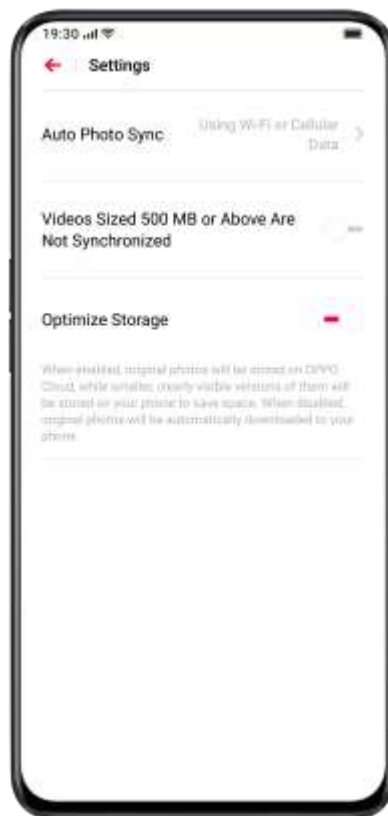 19:30
Settings
Auto Photo Sync
Using Wi-Fi or Cellular
Data
Videos Sized 500 MB or Above Are
Not Synchronized
Optimize Storage
When enabled, original photos will be stored on OPPO
Cloud, while smaller, clearly visible versions of them will
be stored on your phone to save space. When disabled,
original photos will be automatically downloaded to your
phone.